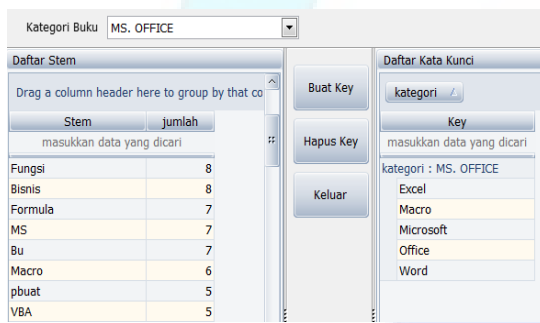 Kategori Buku MS. OFFICE
Daftar Stem
Drag a column header here to group by that co
Stem jumlah
masukkan data yang dicari
Fungsi 8
Bisnis 8
Formula 7
MS 7
Bu 7
Macro 6
pbuat 5
VBA 5
Buat Key
Hapus Key
Keluar
Daftar Kata Kunci
kategori
Key
masukkan data yang dicari
kategori : MS. OFFICE
Excel
Macro
Microsoft
Office
Word